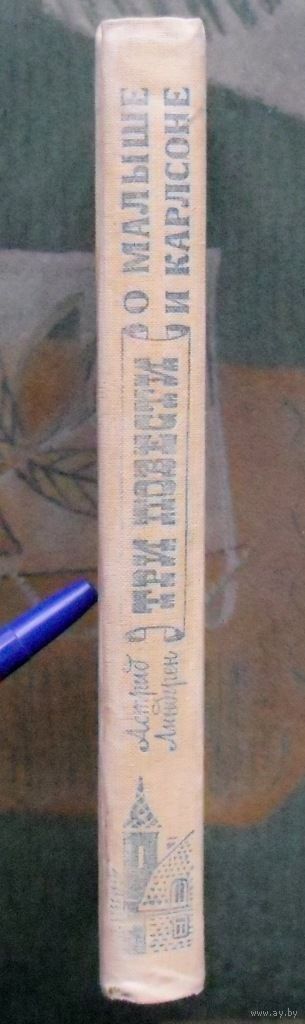 Астрид
Линдгрен
ТРИ ПОВЕСТИ
О МАЛЫШЕ
И КАРЛСОНЕ
© www.ay.by